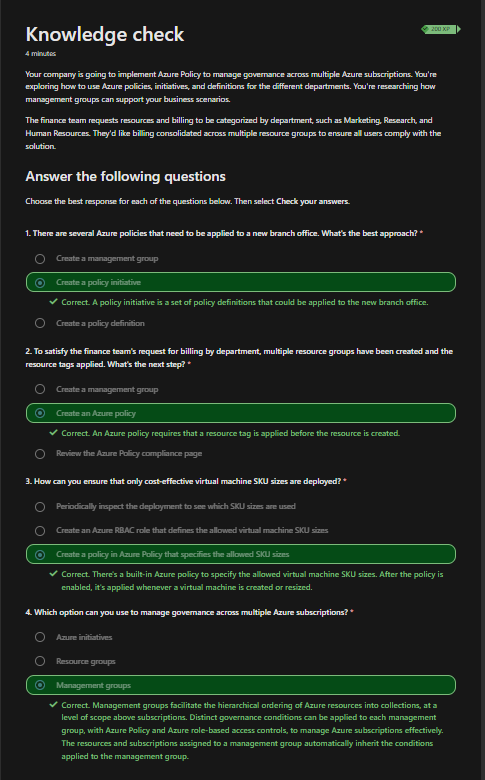 Knowledge check
200 XP
4 minutes
Your company is going to implement Azure Policy to manage governance across multiple Azure subscriptions. You're
exploring how to use Azure policies, initiatives, and definitions for the different departments. You're researching how
management groups can support your business scenarios.
The finance team requests resources and billing to be categorized by department, such as Marketing, Research, and
Human Resources. They'd like billing consolidated across multiple resource groups to ensure all users comply with the
solution.
Answer the following questions
Choose the best response for each of the questions below. Then select Check your answers.
1. There are several Azure policies that need to be applied to a new branch office. What's the best approach? *
Create a management group
Create a policy initiative
Correct. A policy initiative is a set of policy definitions that could be applied to the new branch office.
Create a policy definition
2. To satisfy the finance team's request for billing by department, multiple resource groups have been created and the
resource tags applied. What's the next step? *
Create a management group
Create an Azure policy
Correct. An Azure policy requires that a resource tag is applied before the resource is created.
Review the Azure Policy compliance page
3. How can you ensure that only cost-effective virtual machine SKU sizes are deployed? *
Periodically inspect the deployment to see which SKU sizes are used
Create an Azure RBAC role that defines the allowed virtual machine SKU sizes
Create a policy in Azure Policy that specifies the allowed SKU sizes
Correct. There's a built-in Azure policy to specify the allowed virtual machine SKU sizes. After the policy is
enabled, it's applied whenever a virtual machine is created or resized.
4. Which option can you use to manage governance across multiple Azure subscriptions? *
Azure initiatives
Resource groups
Management groups
Correct. Management groups facilitate the hierarchical ordering of Azure resources into collections, at a
level of scope above subscriptions. Distinct governance conditions can be applied to each management
group, with Azure Policy and Azure role-based access controls, to manage Azure subscriptions effectively.
The resources and subscriptions assigned to a management group automatically inherit the conditions
applied to the management group.